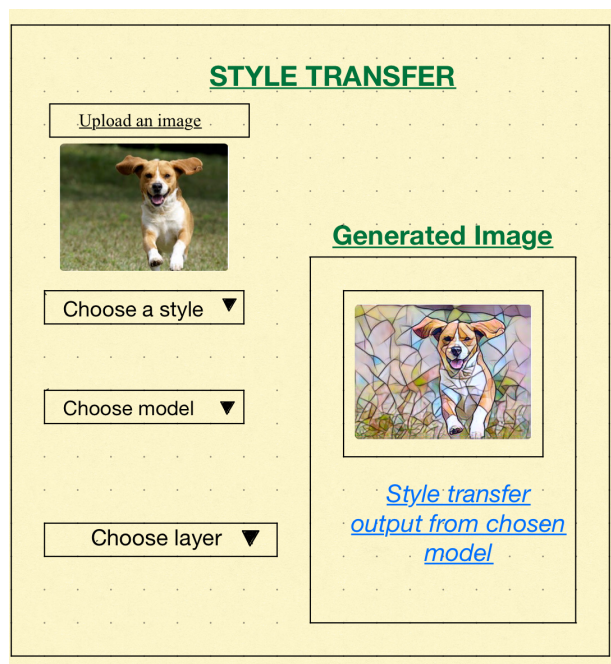 STYLE TRANSFER
Upload an image
Generated Image
Choose a style
Choose model
Style transfer
output from chosen
model
Choose layer